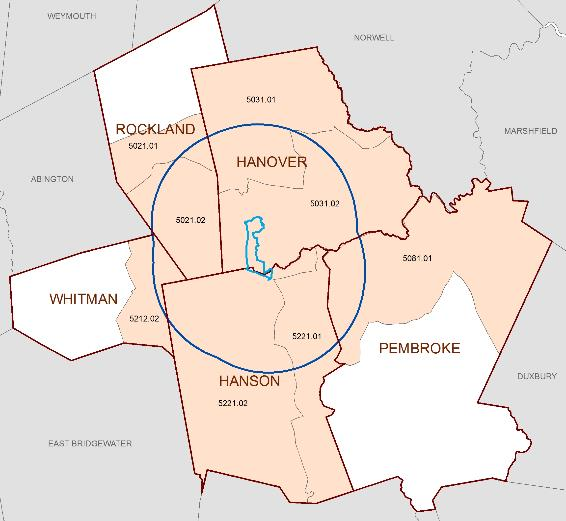 WEYMOUTH
NORWELL
5031.01
ROCKLAND
MARSHFIELD
5021.01
HANOVER
ABINGTON
5031.02
5021.02
5081.01
WHITMAN
5212.02
5221.01
PEMBROKE
HANSON
DUXBURY
5221.02
EAST BRIDGEWATER